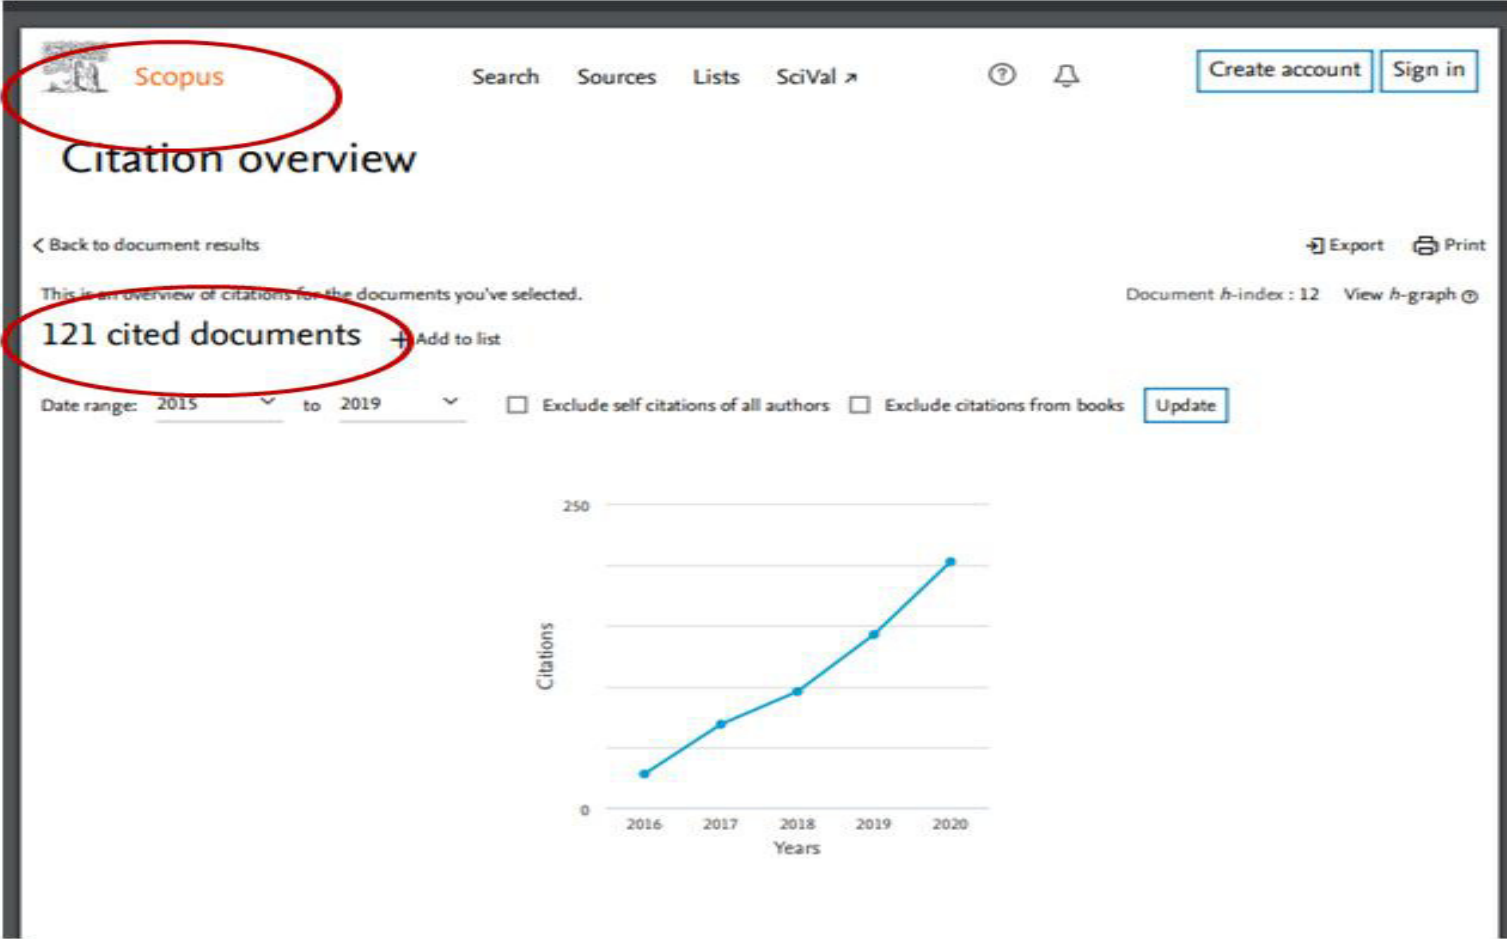 Scopus Search Sources Lists SciVal ↗ Create account Sign in
Citation overview
Back to document results Export Print
This is an overview of citations for the documents you've selected. Document h-index : 12 View h-graph
121 cited documents + Add to list
Date range: 2015 to 2019 Exclude self citations of all authors Exclude citations from books Update
250
Citations
0
2016 2017 2018 2019 2020
Years